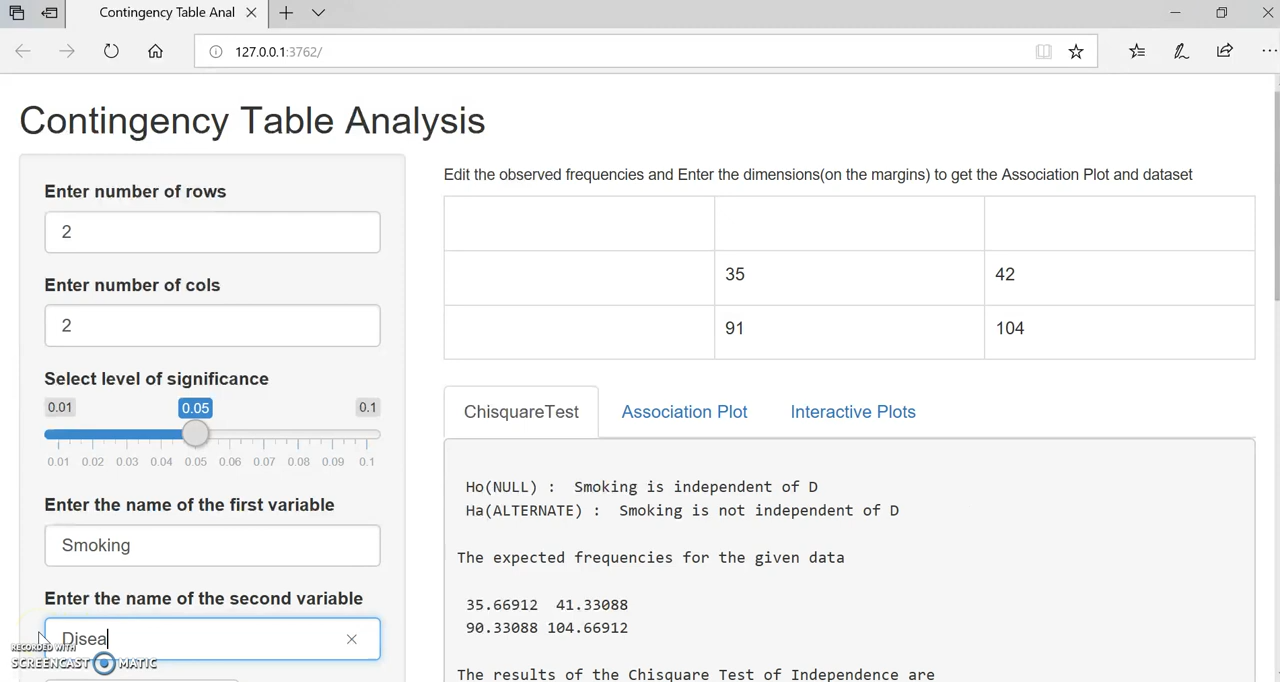 Contingency Table Anal
127.0.0.1:3762/
Contingency Table Analysis
Enter number of rows
2
Enter number of cols
2
Select level of significance
0.01 0.05 0.1
0.01 0.02 0.03 0.04 0.05 0.06 0.07 0.08 0.09 0.1
Enter the name of the first variable
Smoking
Enter the name of the second variable
Disea
RECORDED WITH
SCREENCAST MATIC
Edit the observed frequencies and Enter the dimensions(on the margins) to get the Association Plot and dataset
35 42
91 104
ChisquareTest Association Plot Interactive Plots
Ho(NULL) : Smoking is independent of D
Ha(ALTERNATE) : Smoking is not independent of D
The expected frequencies for the given data
35.66912 41.33088
90.33088 104.66912
The results of the Chisquare Test of Independence are